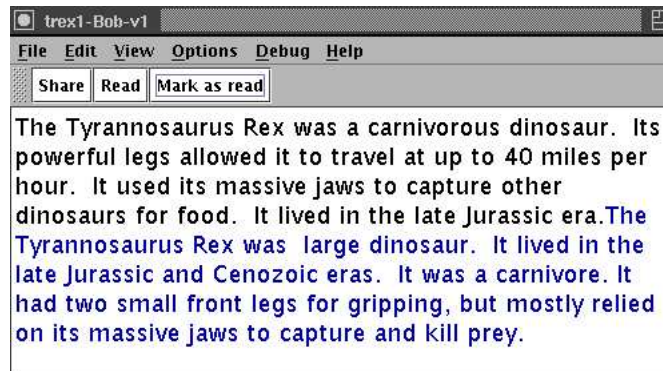 trex1-Bob-v1
File Edit View Options Debug Help
Share Read Mark as read
The Tyrannosaurus Rex was a carnivorous dinosaur.  Its
powerful legs allowed it to travel at up to 40 miles per
hour.  It used its massive jaws to capture other
dinosaurs for food.  It lived in the late Jurassic era.The
Tyrannosaurus Rex was  large dinosaur.  It lived in the
late Jurassic and Cenozoic eras.  It was a carnivore. It
had two small front legs for gripping, but mostly relied
on its massive jaws to capture and kill prey.